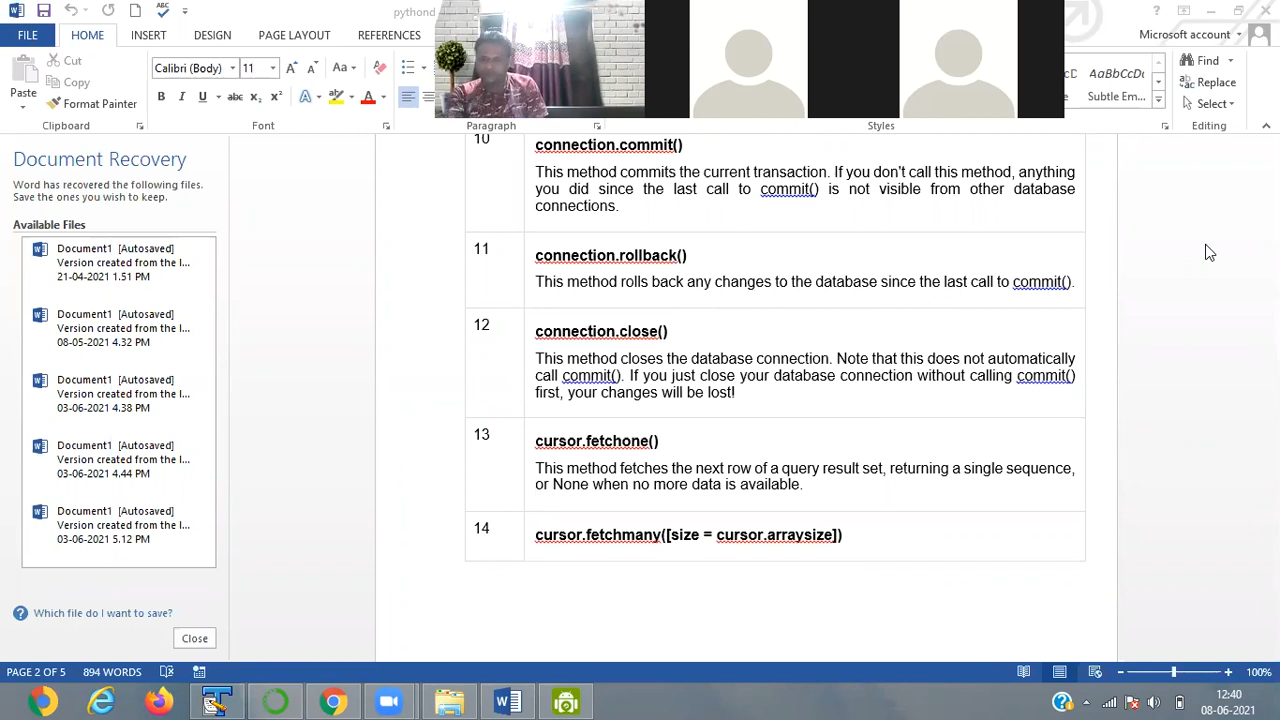 pythond
Microsoft account
FILE
HOME
INSERT
DESIGN
PAGE LAYOUT
REFERENCES
Cut
Copy
Format Painter
Paste
Clipboard
Calibri (Body)
11
Font
Paragraph
AaBbCcDc
Subtle Em...
Styles
Find
Replace
Select
Editing
Document Recovery
Word has recovered the following files.
Save the ones you wish to keep.
Available Files
Document1 [Autosaved]
Version created from the l...
21-04-2021 1.51 PM
Document1 [Autosaved]
Version created from the l...
08-05-2021 4.32 PM
Document1 [Autosaved]
Version created from the l...
03-06-2021 4.38 PM
Document1 [Autosaved]
Version created from the l...
03-06-2021 4.44 PM
Document1 [Autosaved]
Version created from the l...
03-06-2021 5.12 PM
Which file do I want to save?
Close
10
connection.commit()
This method commits the current transaction. If you don't call this method, anything
you did since the last call to commit() is not visible from other database
connections.
11
connection.rollback()
This method rolls back any changes to the database since the last call to commit().
12
connection.close()
This method closes the database connection. Note that this does not automatically
call commit(). If you just close your database connection without calling commit()
first, your changes will be lost!
13
cursor.fetchone()
This method fetches the next row of a query result set, returning a single sequence,
or None when no more data is available.
14
cursor.fetchmany([size = cursor.arraysize])
PAGE 2 OF 5
894 WORDS
100%
12:40
08-06-2021